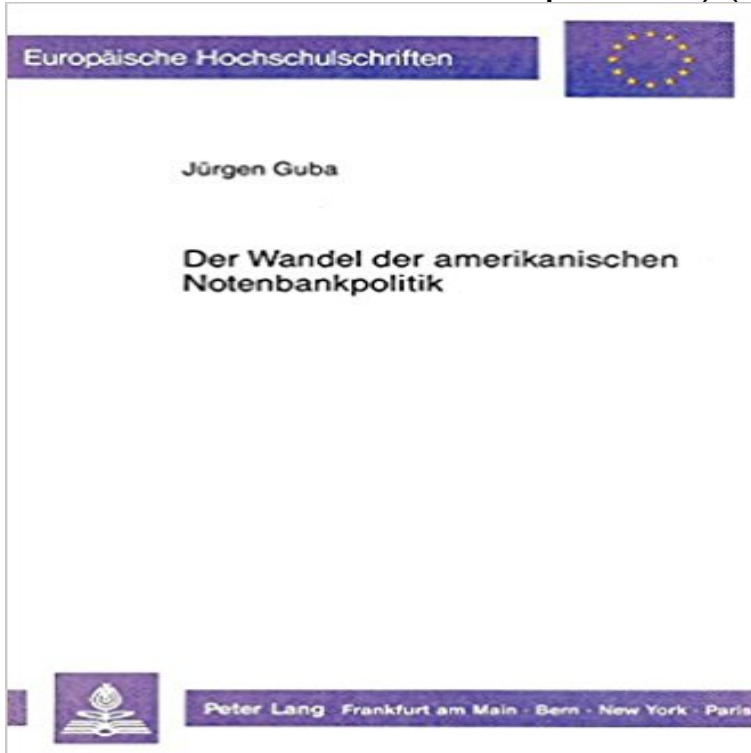 Europäische Hochschulschriften
Jürgen Guba
Der Wandel der amerikanischen
Notenbankpolitik
Peter Lang Frankfurt am Main · Bern · New York · Paris